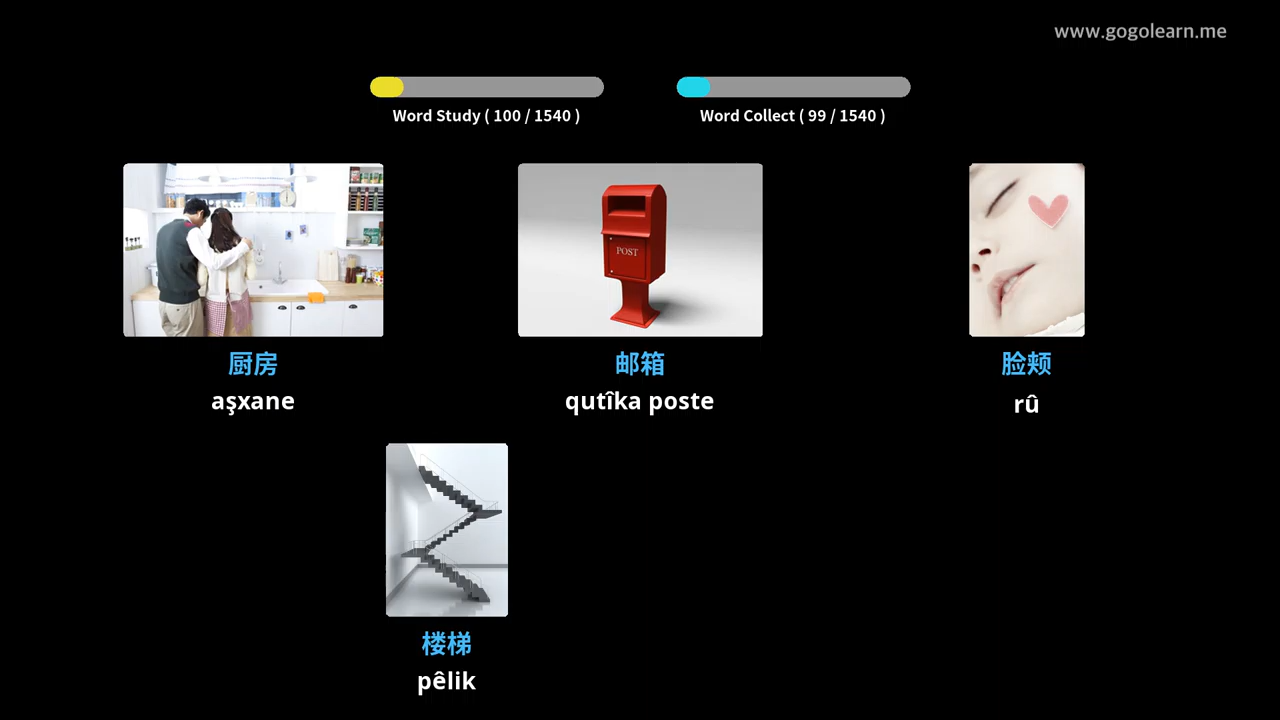 www.gogolearn.me
Word Study ( 100 / 1540 )
Word Collect ( 99 / 1540 )
POST
厨房
aşxane
邮箱
qutîka poste
脸颊
rû
楼梯
pêlik